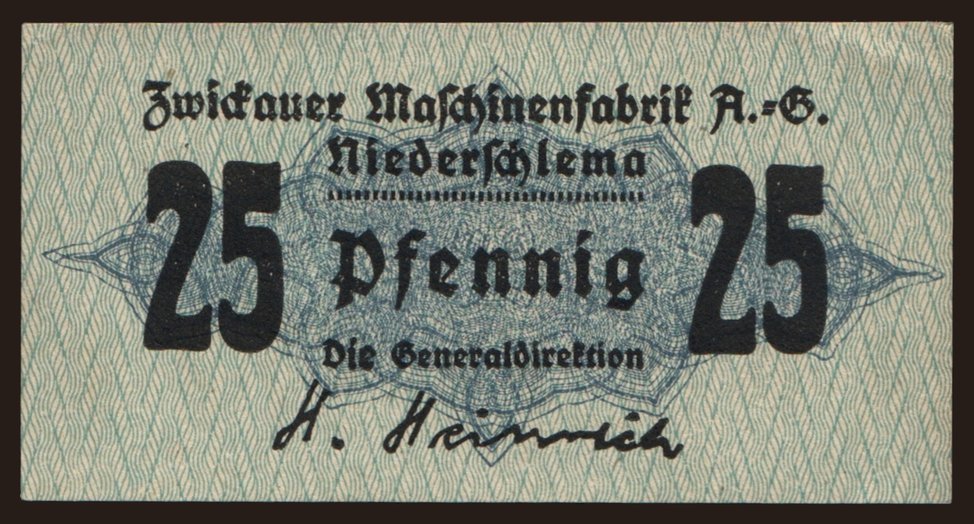 Zwickauer Maschinenfabrik A.=G.
Niederschlema
25 Pfennig 25
Die Generaldirektion
H. Heinrich